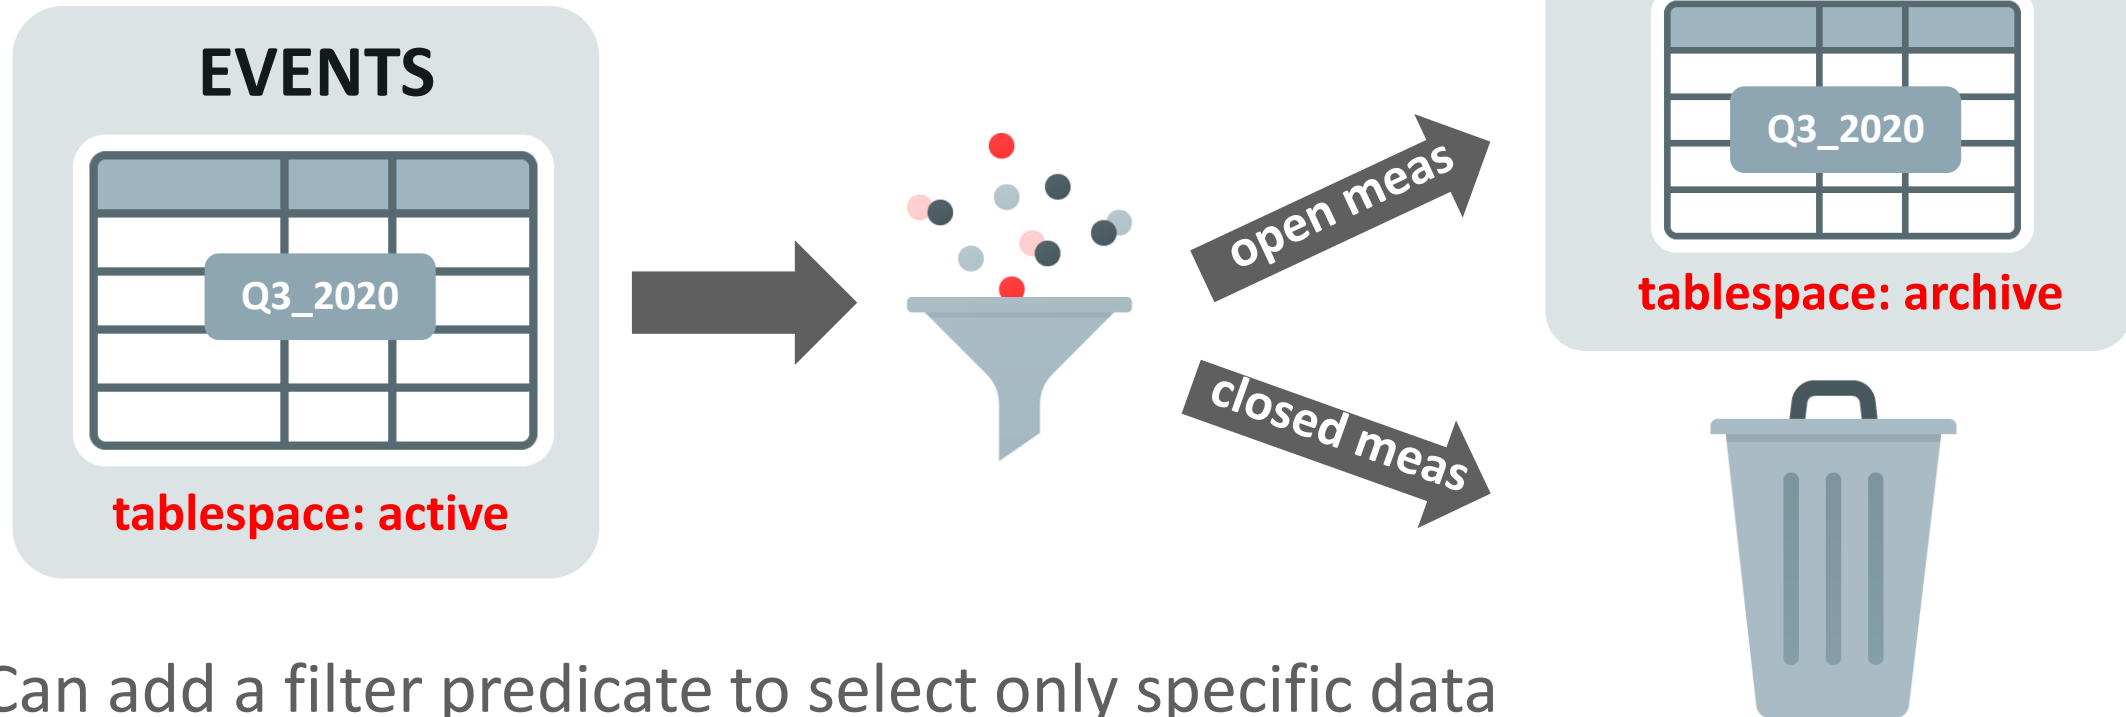 EVENTS
Q3_2020
tablespace: active
open meas
closed meas
Q3_2020
tablespace: archive
Can add a filter predicate to select only specific data